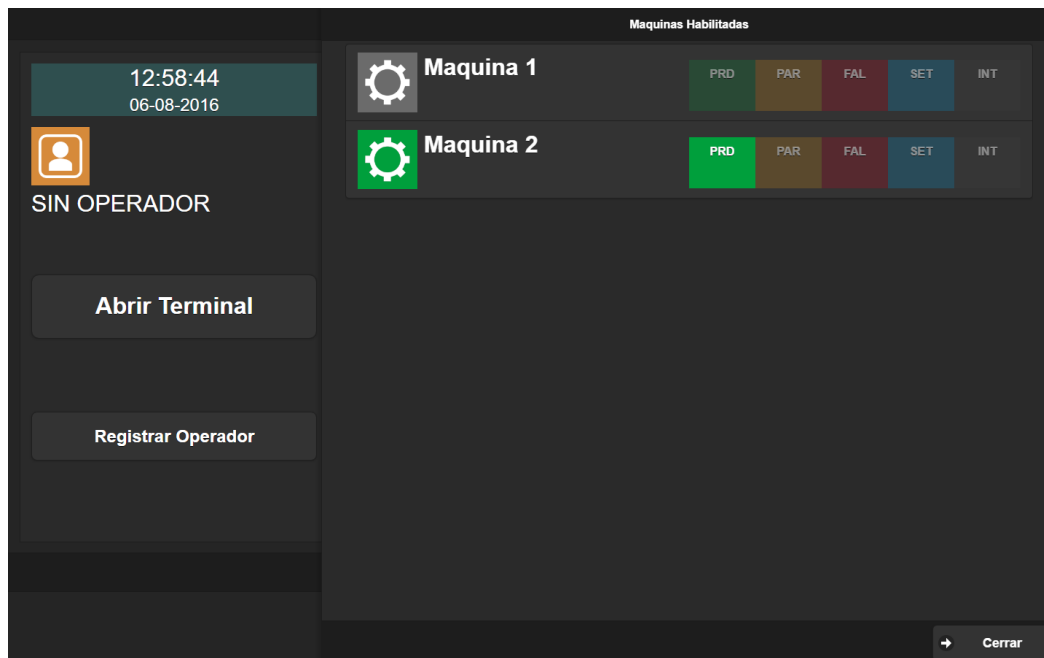 Maquinas Habilitadas
12:58:44
06-08-2016
SIN OPERADOR
Abrir Terminal
Registrar Operador
Maquina 1
PRD PAR FAL SET INT
Maquina 2
PRD PAR FAL SET INT
Cerrar